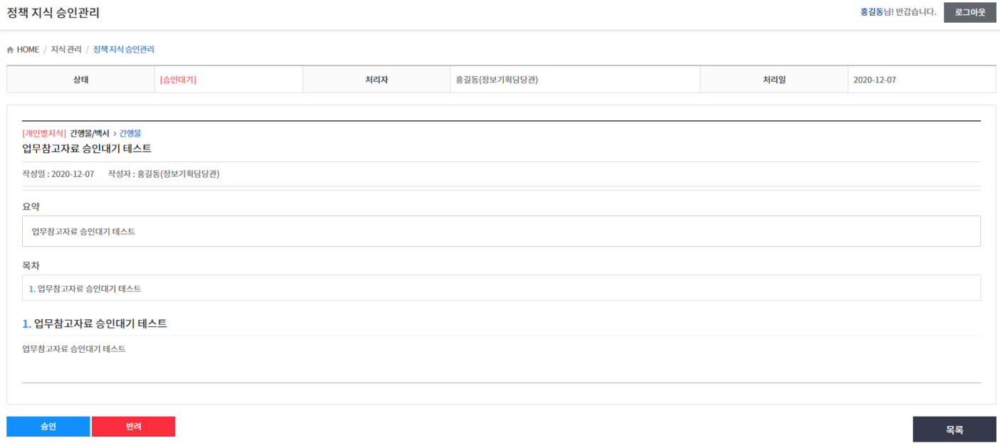 정책 지식 승인관리
홍길동님! 반갑습니다. 로그아웃
HOME / 지식 관리 / 정책 지식 승인관리
상태 [승인대기] 처리자 홍길동(정보기획담당관) 처리일 2020-12-07
[개인별지식] 간행물/백서 > 간행물
업무참고자료 승인대기 테스트
작성일 : 2020-12-07 작성자 : 홍길동(정보기획담당관)
요약
업무참고자료 승인대기 테스트
목차
1. 업무참고자료 승인대기 테스트
1. 업무참고자료 승인대기 테스트
업무참고자료 승인대기 테스트
승인 반려 목록